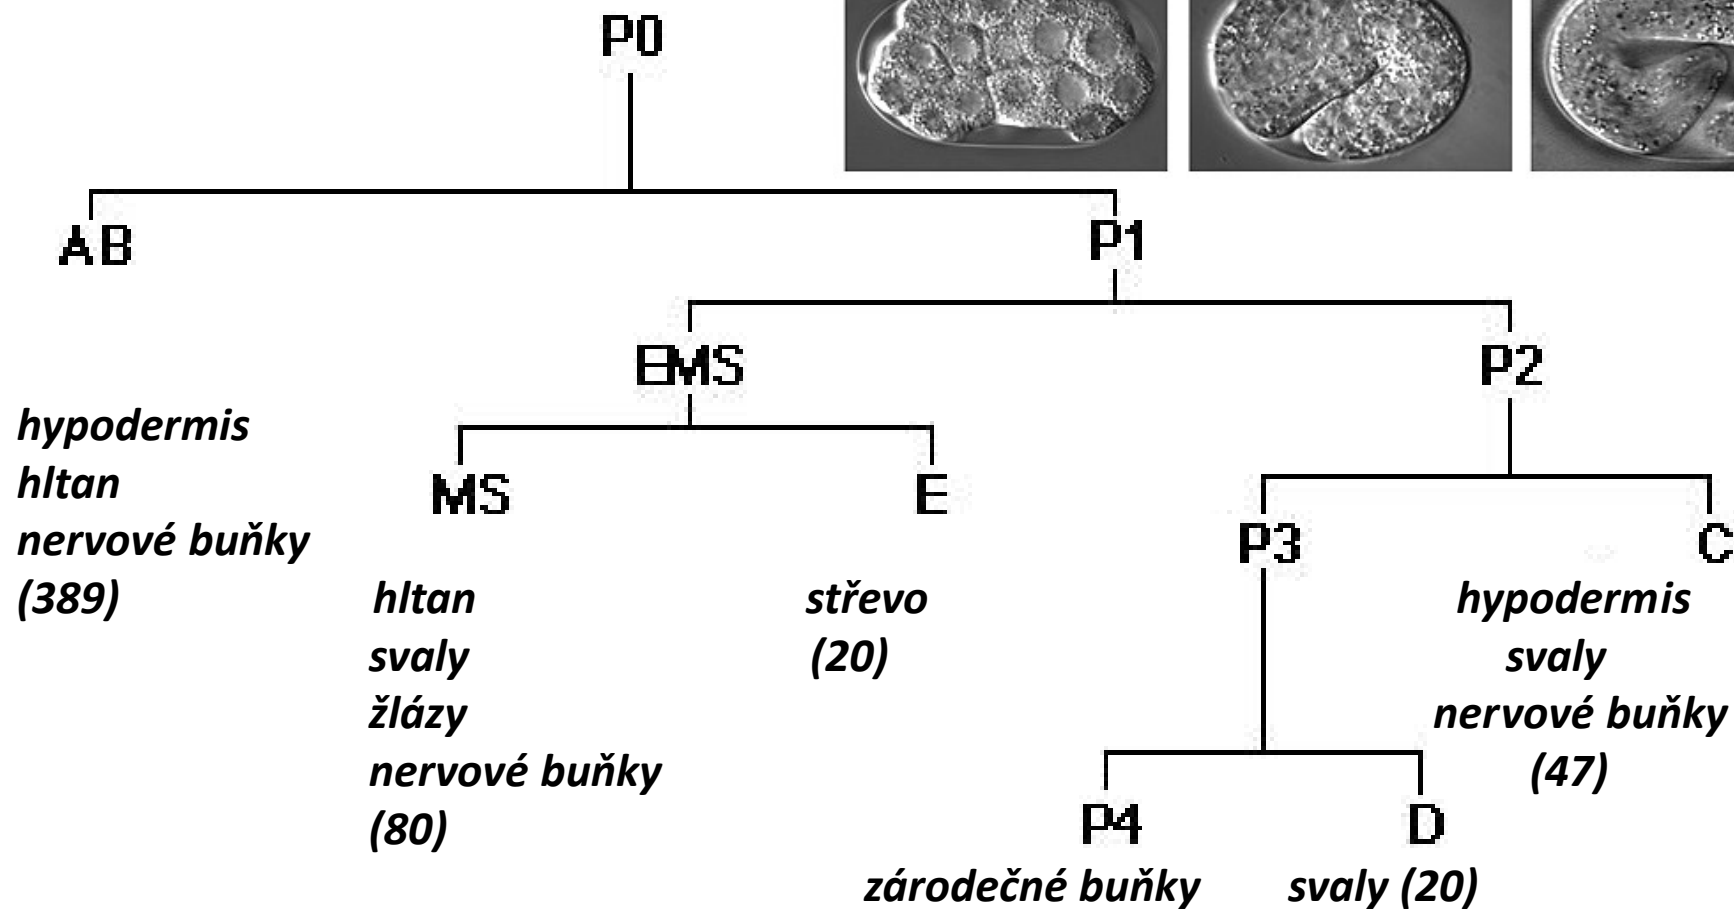 P0
AB
P1
EMS
P2
hypodermis
hltan
nervové buňky
(389)
MS
E
P3
C
hltan
svaly
žlázy
nervové buňky
(80)
střevo
(20)
hypodermis
svaly
nervové buňky
(47)
P4
D
zárodečné buňky
svaly (20)